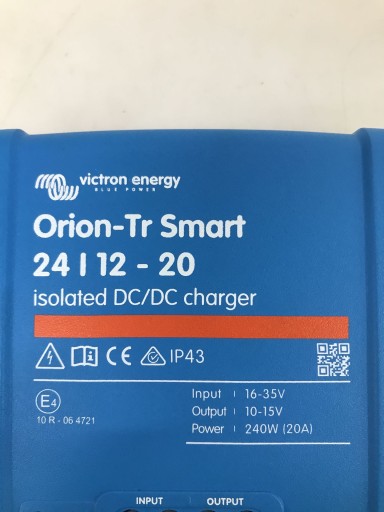 victron energy
BLUE POWER
Orion-Tr Smart
24 | 12 - 20
isolated DC/DC charger
CE IP43
Input | 16-35V
Output | 10-15V
Power | 240W (20A)
E4
10 R - 06 4721
INPUT OUTPUT